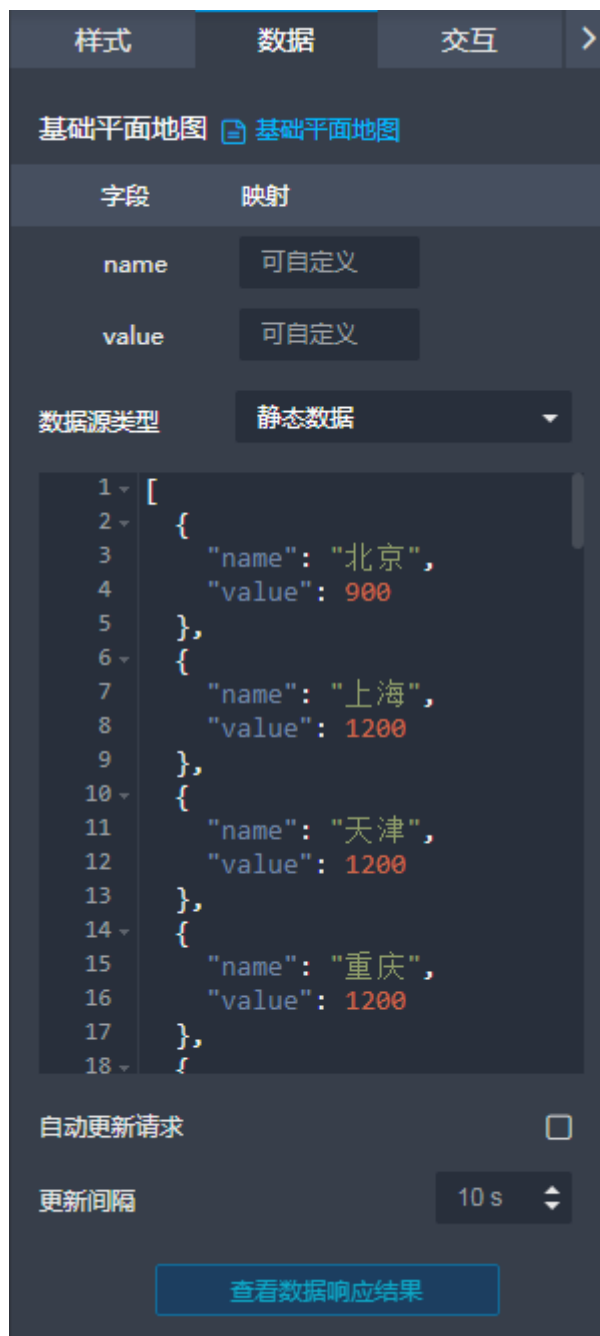 样式 数据 交互
基础平面地图 基础平面地图
字段 映射
name 可自定义
value 可自定义
数据源类型 静态数据
1 [
2 {
3 "name": "北京",
4 "value": 900
5 },
6 {
7 "name": "上海",
8 "value": 1200
9 },
10 {
11 "name": "天津",
12 "value": 1200
13 },
14 {
15 "name": "重庆",
16 "value": 1200
17 },
18 {
自动更新请求
更新间隔 10 s
查看数据响应结果